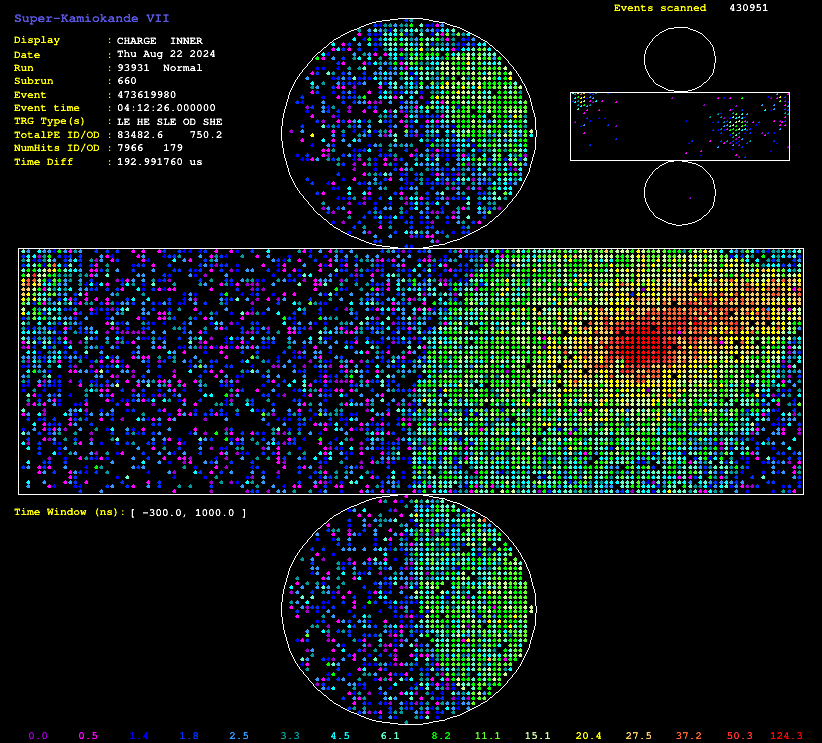 Super-Kamiokande VII
Events scanned 430951
Display : CHARGE INNER
Date : Thu Aug 22 2024
Run : 93931 Normal
Subrun : 660
Event : 473619980
Event time : 04:12:26.000000
TRG Type(s) : LE HE SLE OD SHE
TotalPE ID/OD : 83482.6 750.2
NumHits ID/OD : 7966 179
Time Diff : 192.991760 us
Time Window (ns): [ -300.0, 1000.0 ]
0.0 0.5 1.4 1.8 2.5 3.3 4.5 6.1 8.2 11.1 15.1 20.4 27.5 37.2 50.3 124.3